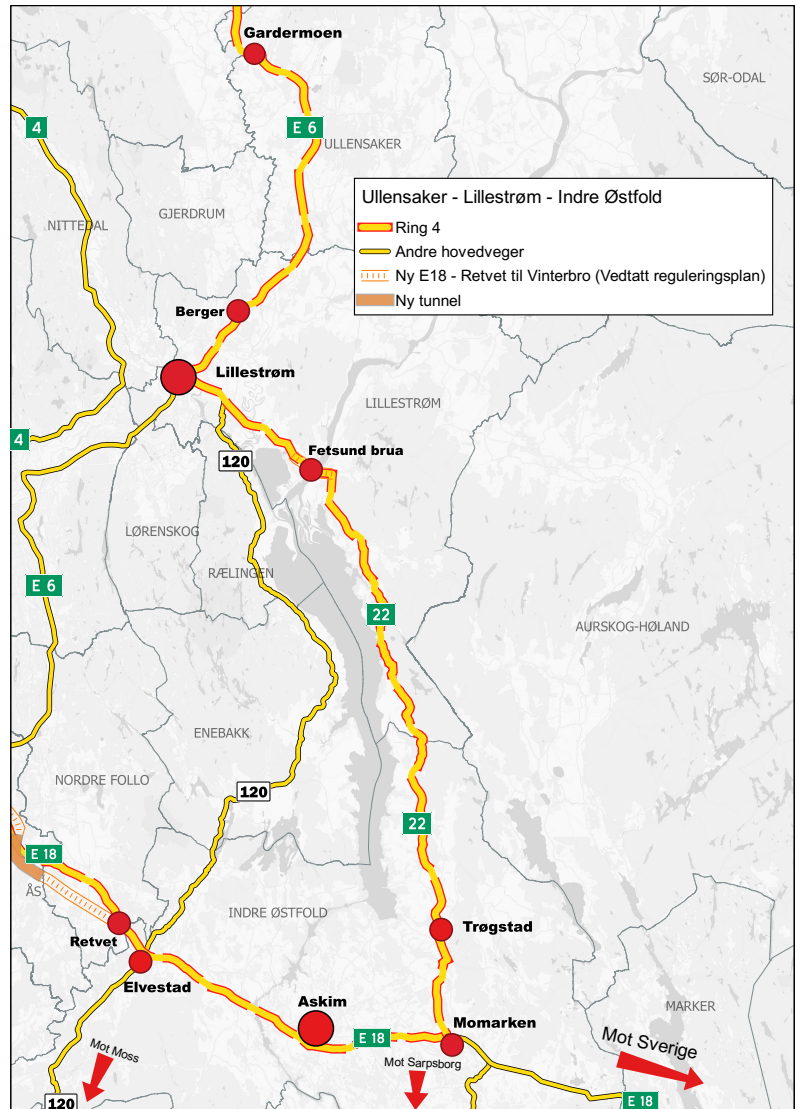 Gardermoen
SØR-ODAL
4
E 6
ULLENSAKER
Ullensaker - Lillestrøm - Indre Østfold
Ring 4
Andre hovedveger
Ny E18 - Retvet til Vinterbro (Vedtatt reguleringsplan)
Ny tunnel
GJERDRUM
NITTEDAL
Berger
Lillestrøm
LILLESTRØM
4
Fetsund brua
120
LØRENSKOG
RÆLINGEN
E 6
22
AURSKOG-HØLAND
ENEBAKK
NORDRE FOLLO
120
22
E 18
ÅS
INDRE ØSTFOLD
Trøgstad
Retvet
Elvestad
Askim
MARKER
Momarken
E 18
Mot Sverige
Mot Moss
Mot Sarpsborg
120
E 18